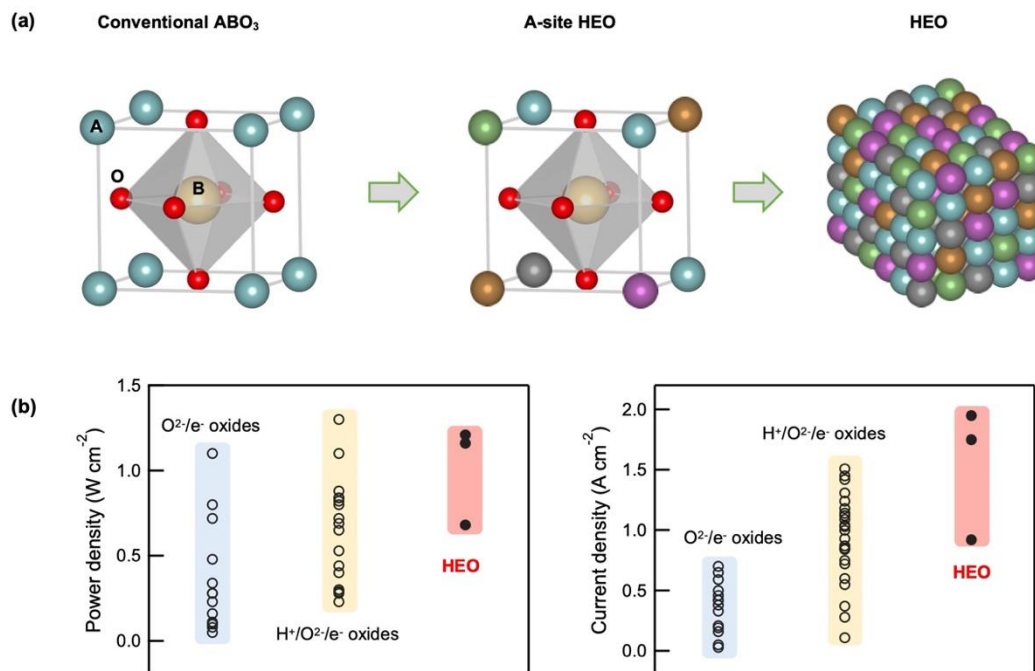 (a)
Conventional ABO₃
A-site HEO
HEO
A
O
B
(b)
Power density (W cm⁻²)
1.5
1.0
0.5
0.0
O²⁻/e⁻ oxides
H⁺/O²⁻/e⁻ oxides
HEO
Current density (A cm⁻²)
2.0
1.5
1.0
0.5
0.0
O²⁻/e⁻ oxides
H⁺/O²⁻/e⁻ oxides
HEO